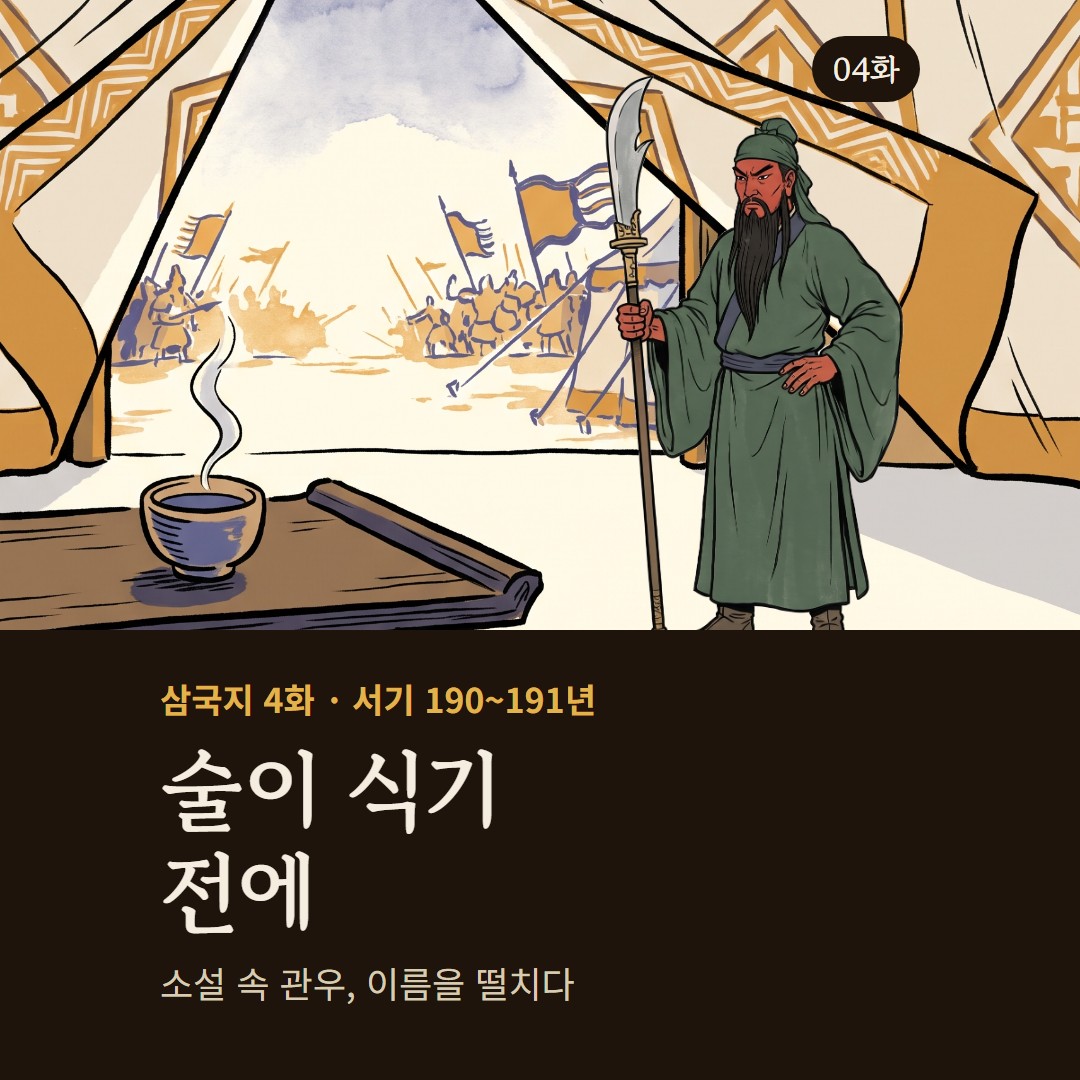 04화
삼국지 4화 · 서기 190~191년
술이 식기
전에
소설 속 관우, 이름을 떨치다